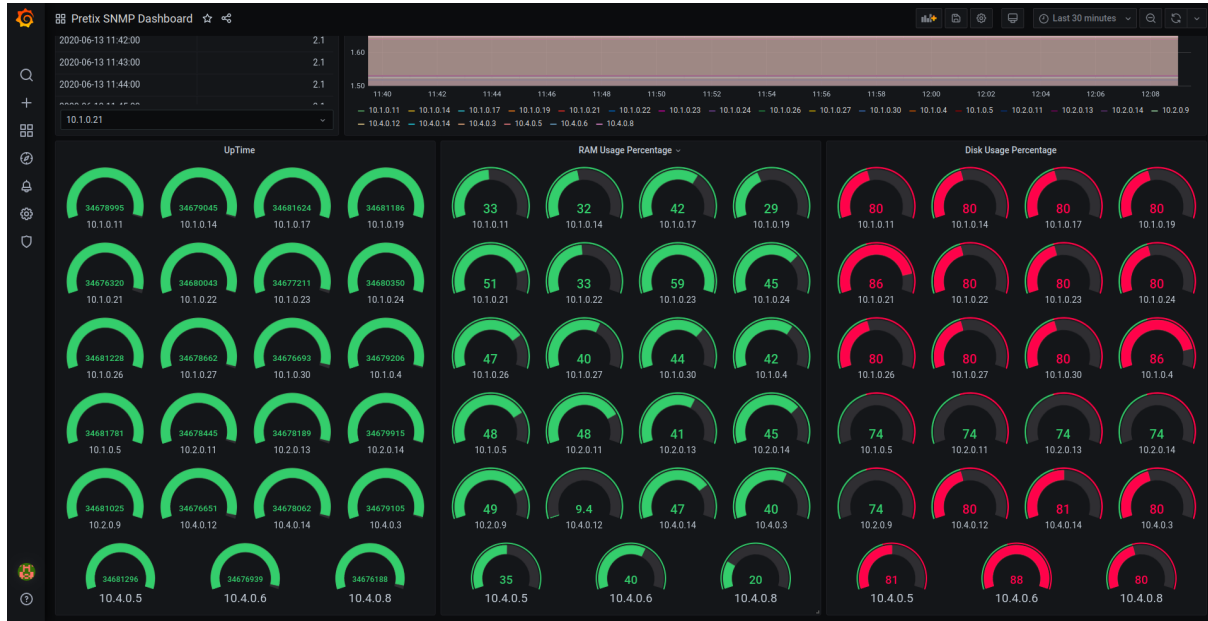 Pretix SNMP Dashboard
Last 30 minutes
2020-06-13 11:42:00 2.1
2020-06-13 11:43:00 2.1
2020-06-13 11:44:00 2.1
10.1.0.21
1.60
1.50
11:40 11:42 11:44 11:46 11:48 11:50 11:52 11:54 11:56 11:58 12:00 12:02 12:04 12:06 12:08
10.1.0.11 10.1.0.14 10.1.0.17 10.1.0.19 10.1.0.21 10.1.0.22 10.1.0.23 10.1.0.24 10.1.0.26 10.1.0.27 10.1.0.30 10.1.0.4 10.1.0.5 10.2.0.11 10.2.0.13 10.2.0.14 10.2.0.9
10.4.0.12 10.4.0.14 10.4.0.3 10.4.0.5 10.4.0.6 10.4.0.8
UpTime
34678995 34679045 34681624 34681186
10.1.0.11 10.1.0.14 10.1.0.17 10.1.0.19
34676320 34680043 34677211 34680350
10.1.0.21 10.1.0.22 10.1.0.23 10.1.0.24
34681228 34678662 34676693 34679206
10.1.0.26 10.1.0.27 10.1.0.30 10.1.0.4
34681781 34678445 34678189 34679915
10.1.0.5 10.2.0.11 10.2.0.13 10.2.0.14
34681025 34676651 34678062 34679105
10.2.0.9 10.4.0.12 10.4.0.14 10.4.0.3
34681296 34676939 34676188
10.4.0.5 10.4.0.6 10.4.0.8
RAM Usage Percentage
33 32 42 29
10.1.0.11 10.1.0.14 10.1.0.17 10.1.0.19
51 33 59 45
10.1.0.21 10.1.0.22 10.1.0.23 10.1.0.24
47 40 44 42
10.1.0.26 10.1.0.27 10.1.0.30 10.1.0.4
48 48 41 45
10.1.0.5 10.2.0.11 10.2.0.13 10.2.0.14
49 9.4 47 40
10.2.0.9 10.4.0.12 10.4.0.14 10.4.0.3
35 40 20
10.4.0.5 10.4.0.6 10.4.0.8
Disk Usage Percentage
80 80 80 80
10.1.0.11 10.1.0.14 10.1.0.17 10.1.0.19
86 80 80 80
10.1.0.21 10.1.0.22 10.1.0.23 10.1.0.24
80 80 80 86
10.1.0.26 10.1.0.27 10.1.0.30 10.1.0.4
74 74 74 74
10.1.0.5 10.2.0.11 10.2.0.13 10.2.0.14
74 80 81 80
10.2.0.9 10.4.0.12 10.4.0.14 10.4.0.3
81 88 80
10.4.0.5 10.4.0.6 10.4.0.8